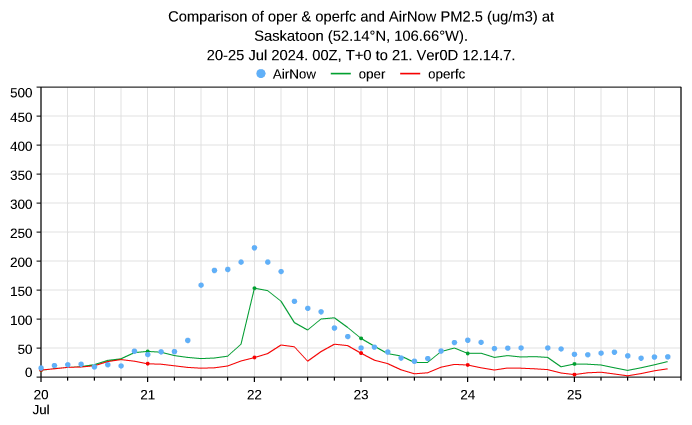 Comparison of oper & operfc and AirNow PM2.5 (ug/m3) at
Saskatoon (52.14°N, 106.66°W).
20-25 Jul 2024. 00Z, T+0 to 21. Ver0D 12.14.7.
AirNow oper operfc
500
450
400
350
300
250
200
150
100
50
0
20 21 22 23 24 25
Jul